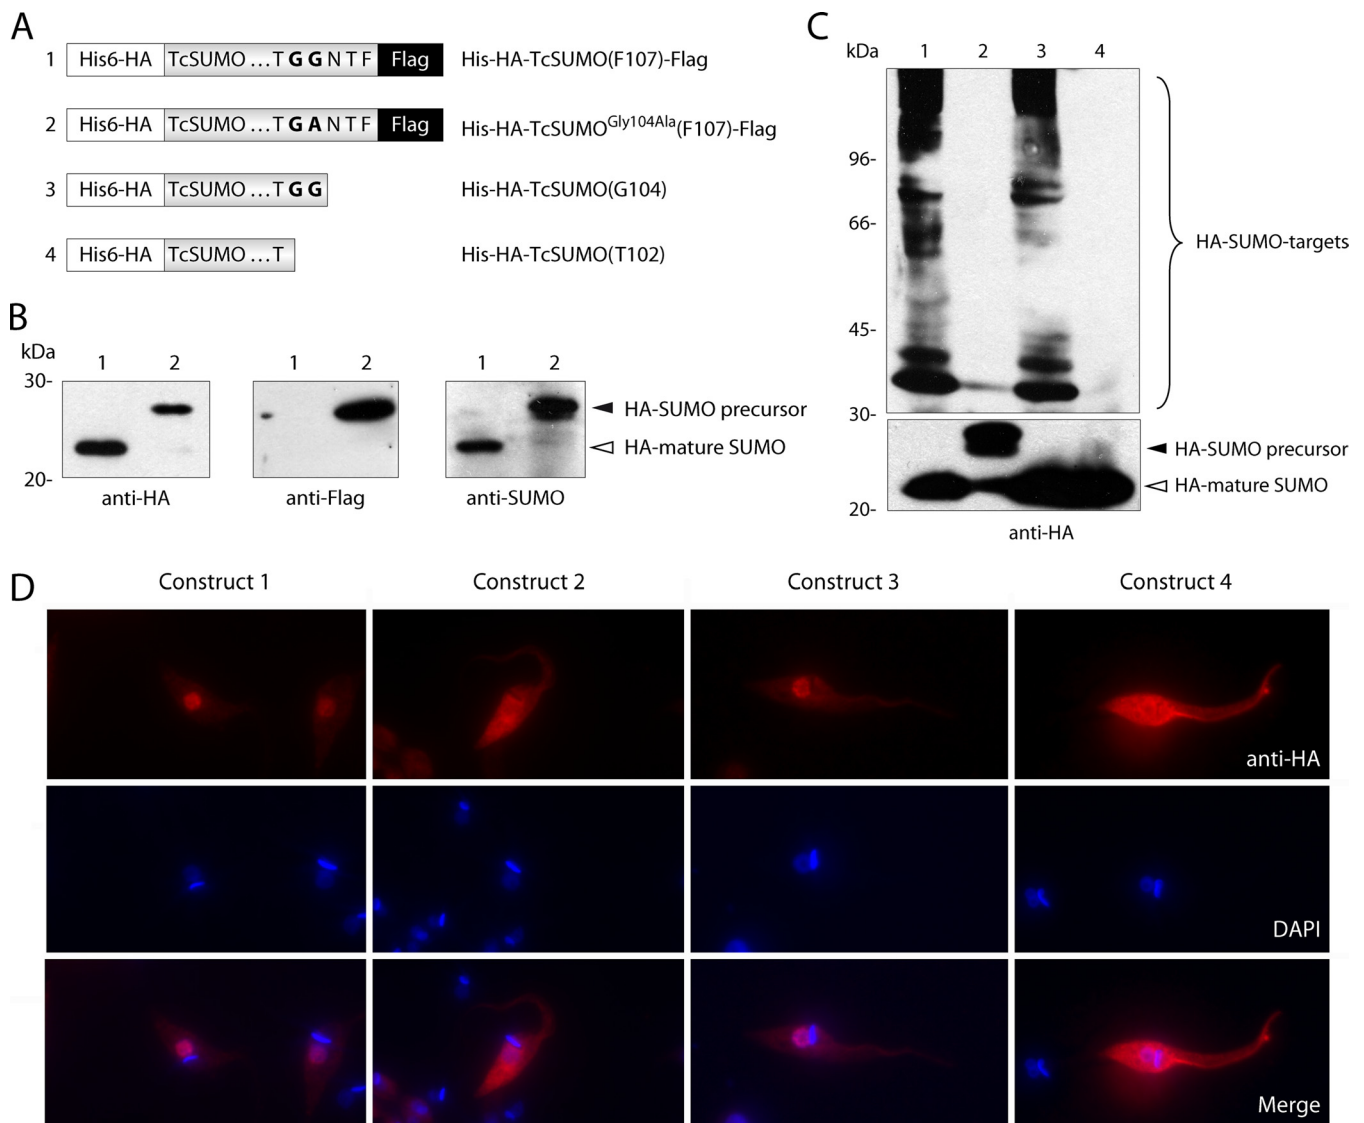 A
1 His6-HA TcSUMO ... T G G N T F Flag His-HA-TcSUMO(F107)-Flag
2 His6-HA TcSUMO ... T G A N T F Flag His-HA-TcSUMO^Gly104Ala(F107)-Flag
3 His6-HA TcSUMO ... T G G His-HA-TcSUMO(G104)
4 His6-HA TcSUMO ... T His-HA-TcSUMO(T102)
B
kDa
1 2 1 2 1 2
30-
HA-SUMO precursor
HA-mature SUMO
20-
anti-HA anti-Flag anti-SUMO
C
kDa 1 2 3 4
96-
66-
HA-SUMO-targets
45-
30-
HA-SUMO precursor
HA-mature SUMO
20-
anti-HA
D
Construct 1 Construct 2 Construct 3 Construct 4
anti-HA
DAPI
Merge